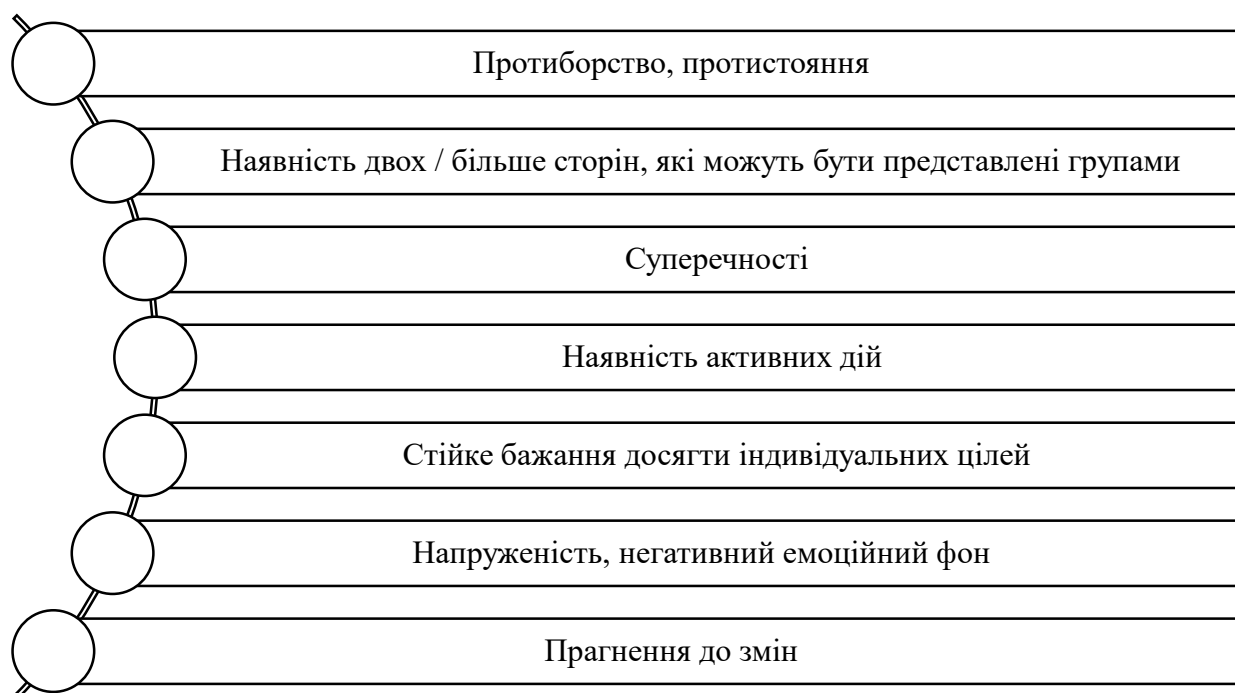 Протиборство, протистояння
Наявність двох / більше сторін, які можуть бути представлені групами
Суперечності
Наявність активних дій
Стійке бажання досягти індивідуальних цілей
Напруженість, негативний емоційний фон
Прагнення до змін